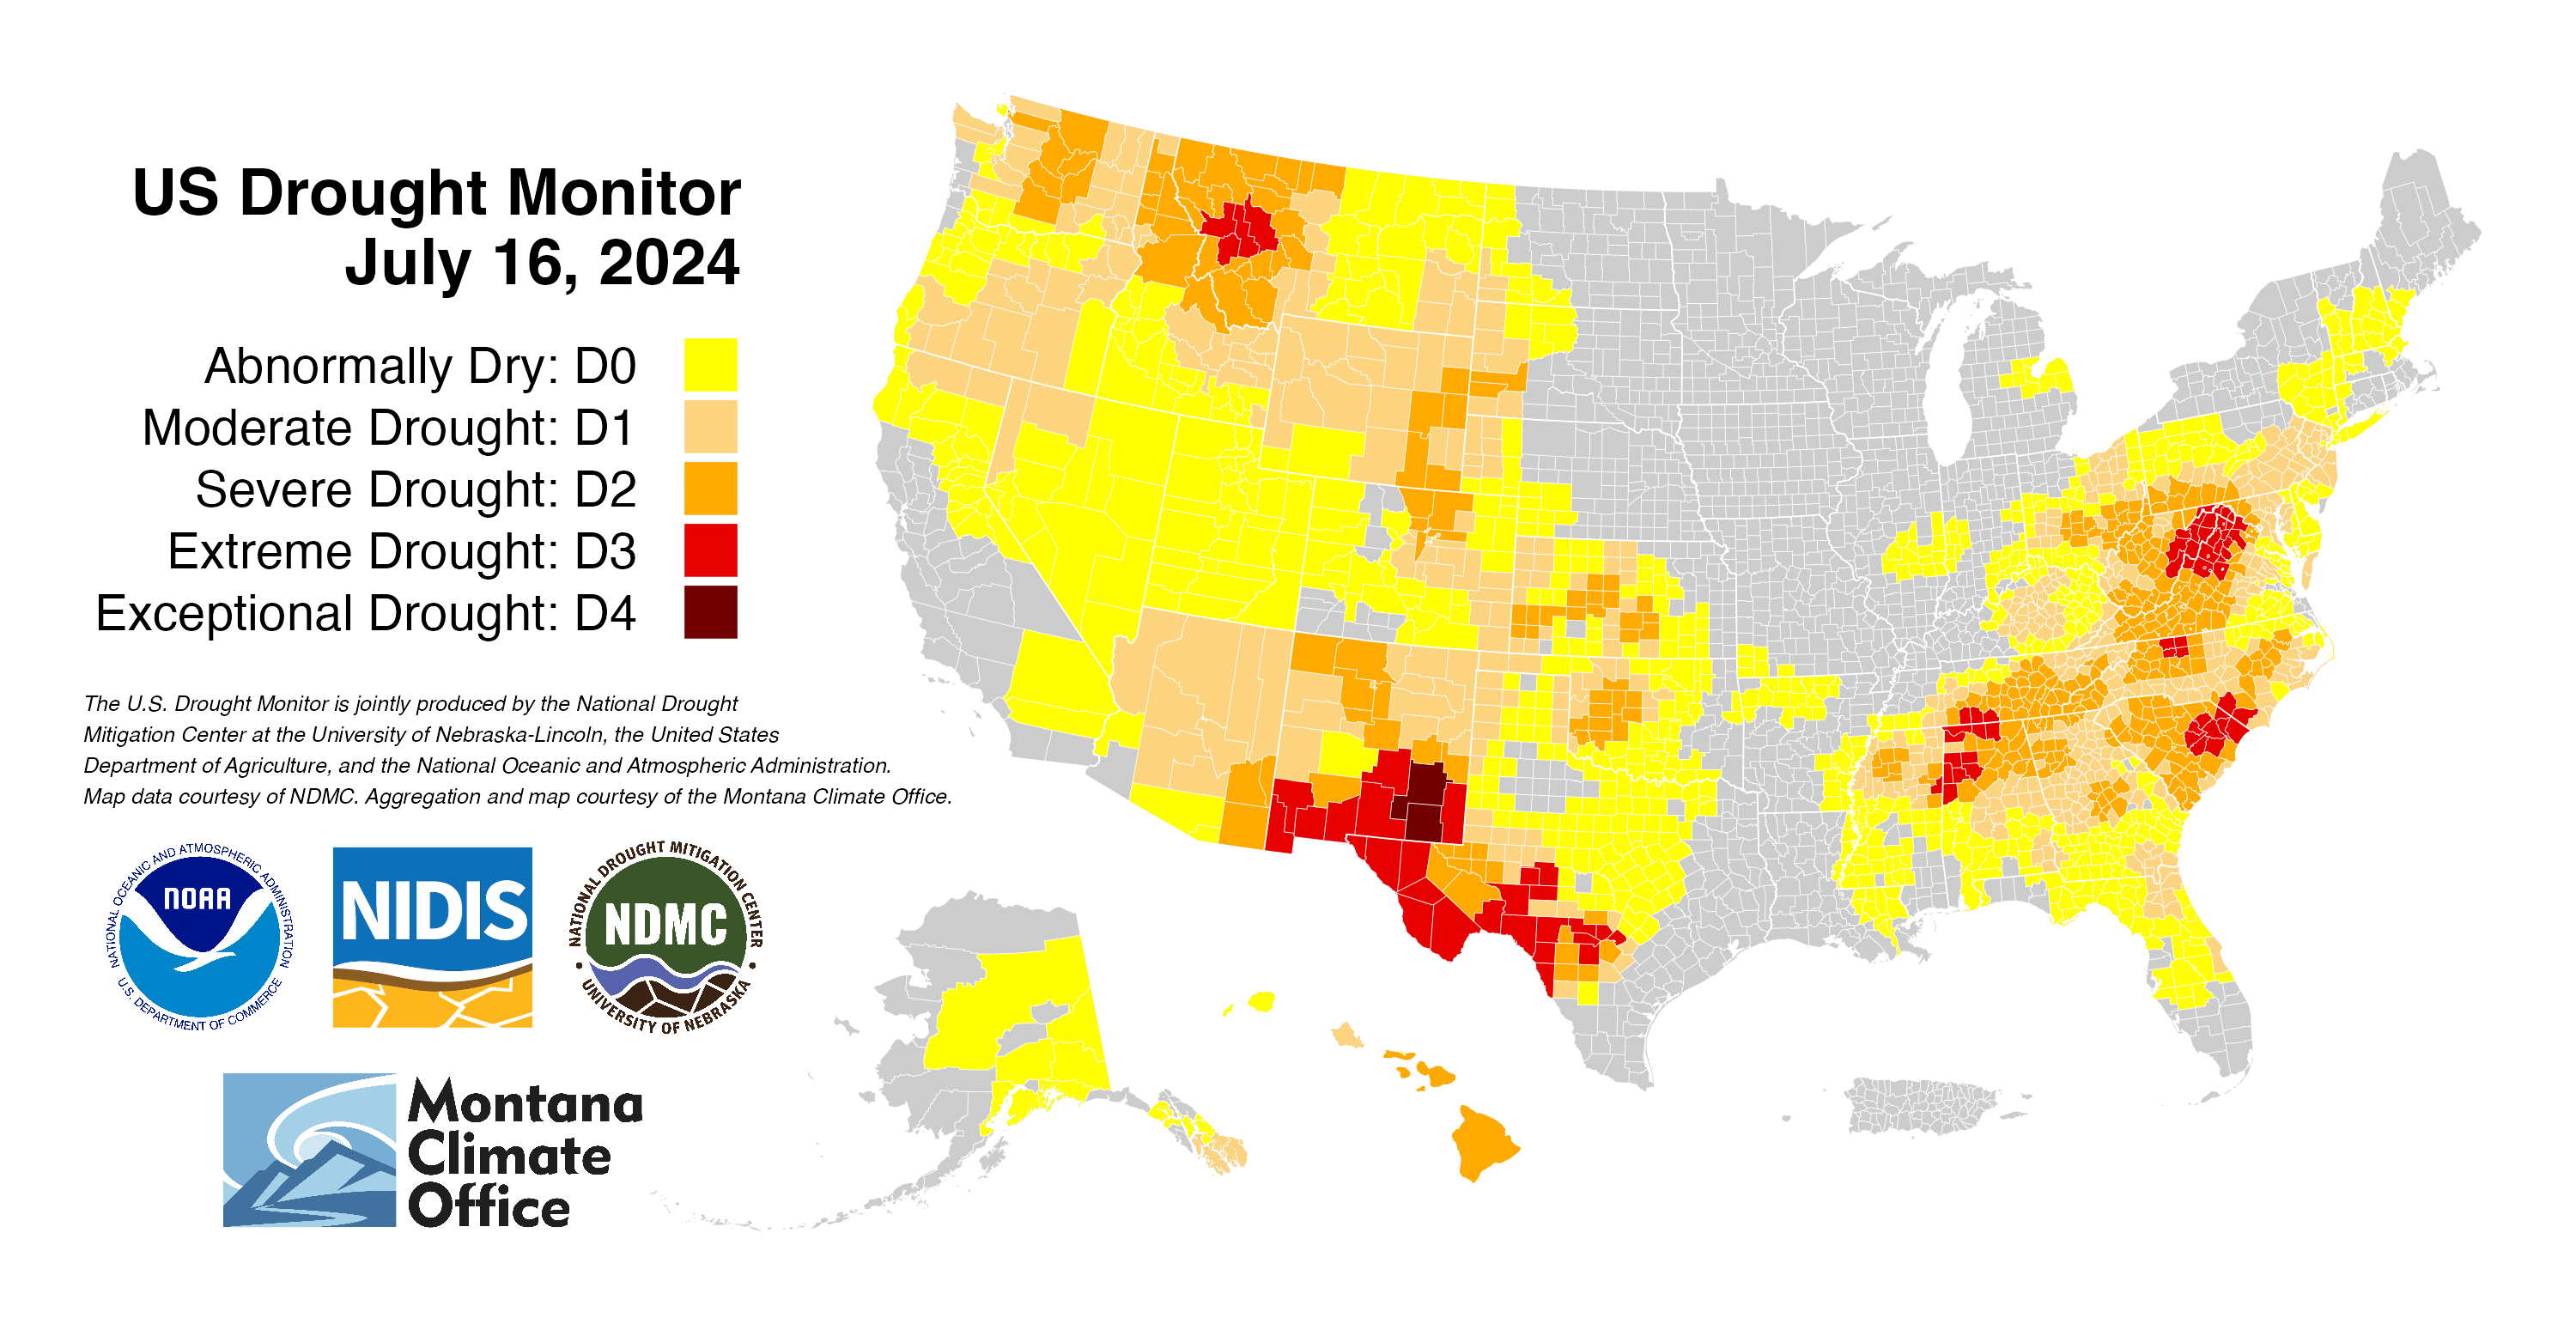 US Drought Monitor
July 16, 2024
Abnormally Dry: D0
Moderate Drought: D1
Severe Drought: D2
Extreme Drought: D3
Exceptional Drought: D4
The U.S. Drought Monitor is jointly produced by the National Drought
Mitigation Center at the University of Nebraska-Lincoln, the United States
Department of Agriculture, and the National Oceanic and Atmospheric Administration.
Map data courtesy of NDMC. Aggregation and map courtesy of the Montana Climate Office.
NATIONAL OCEANIC AND ATMOSPHERIC ADMINISTRATION
NOAA
U.S. DEPARTMENT OF COMMERCE
NIDIS
NATIONAL DROUGHT MITIGATION CENTER
NDMC
UNIVERSITY OF NEBRASKA
Montana
Climate
Office